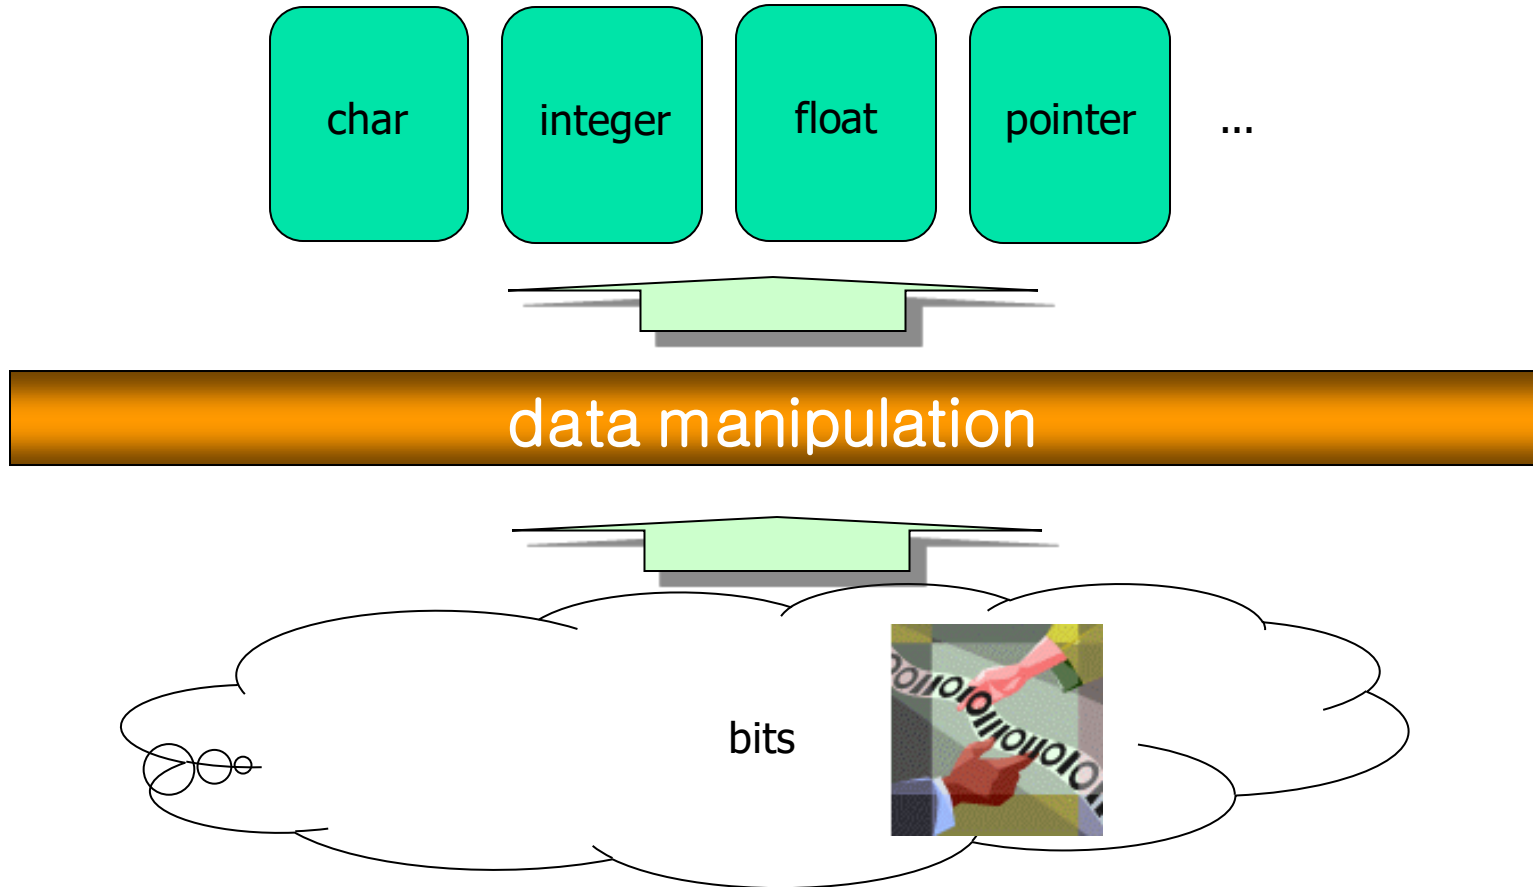 char integer float pointer ...
data manipulation
bits